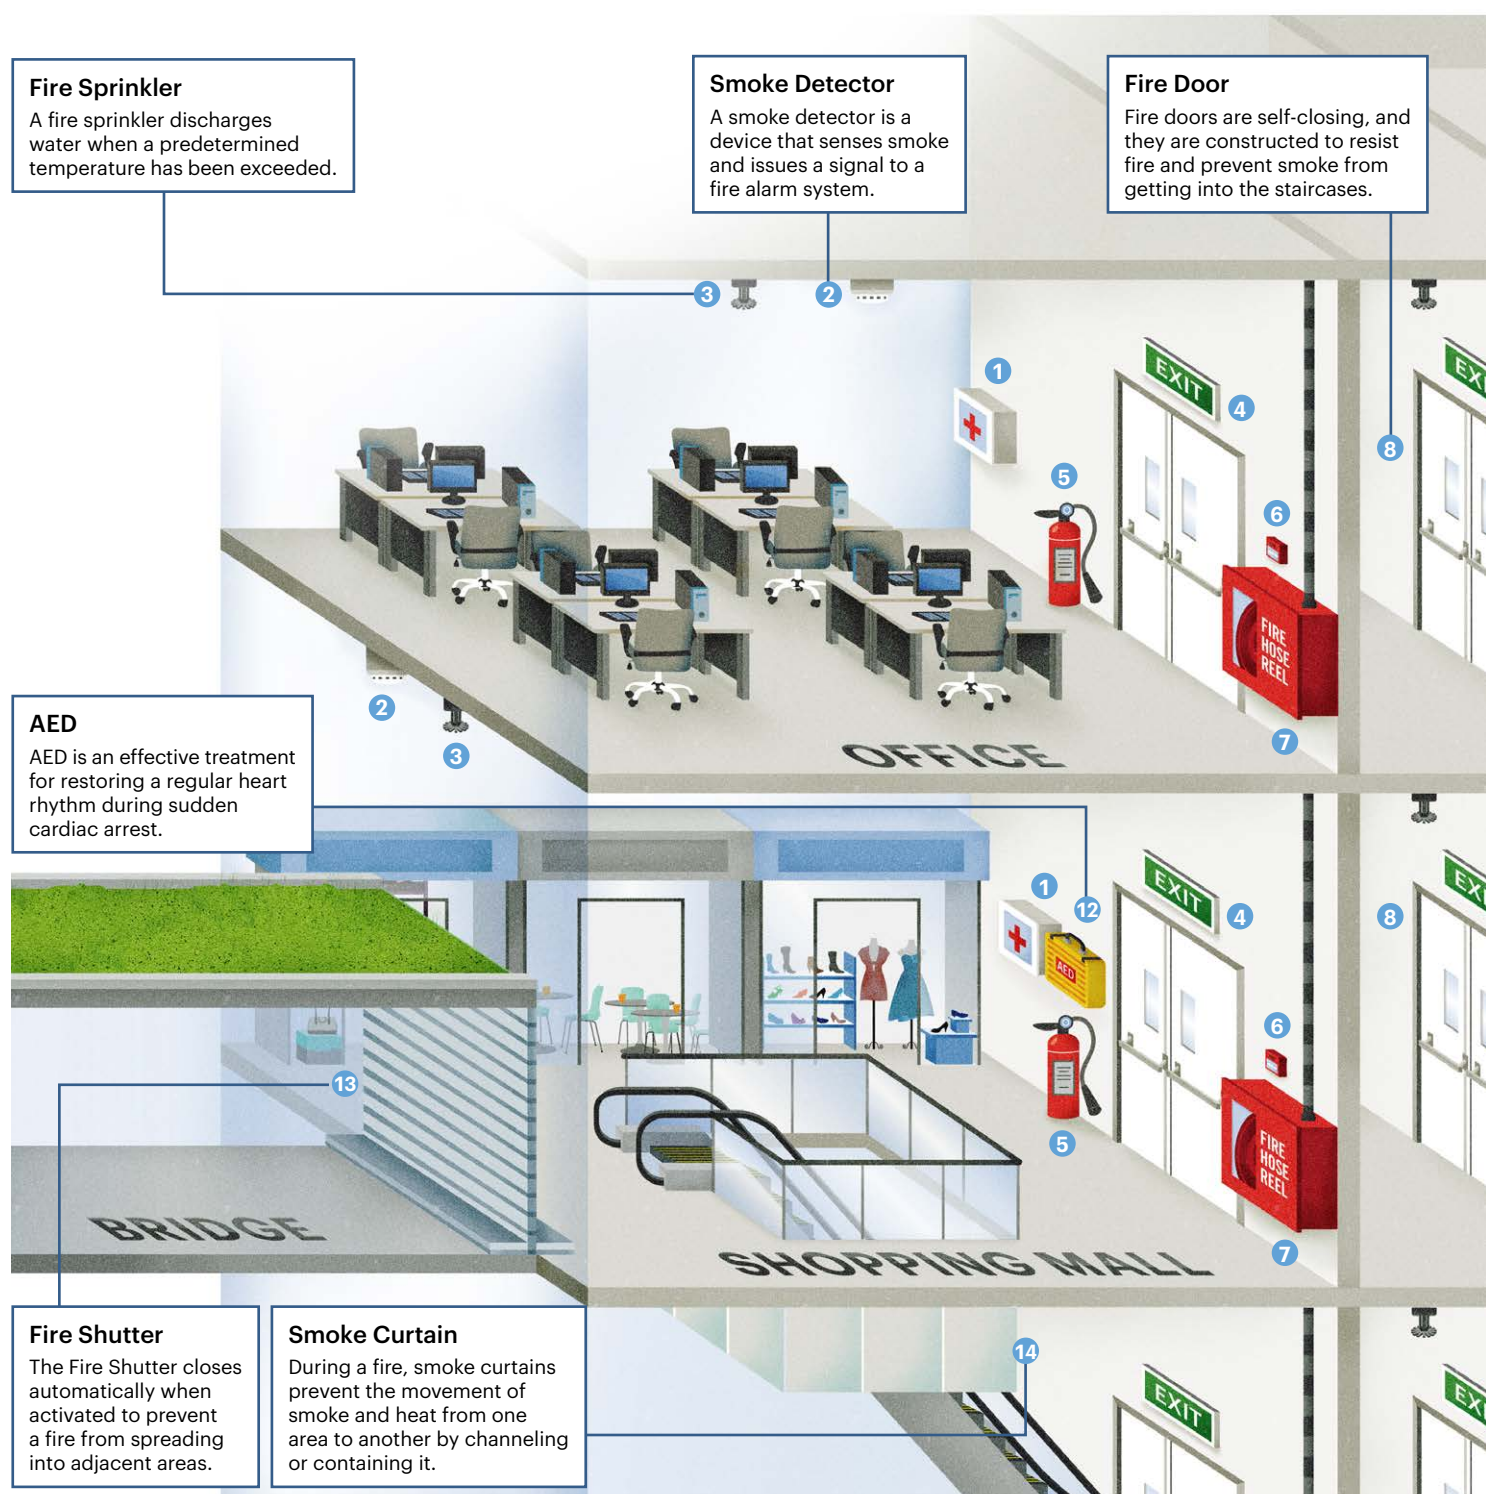 Fire Sprinkler
A fire sprinkler discharges
water when a predetermined
temperature has been exceeded.
Smoke Detector
A smoke detector is a
device that senses smoke
and issues a signal to a
fire alarm system.
Fire Door
Fire doors are self-closing, and
they are constructed to resist
fire and prevent smoke from
getting into the staircases.
3
2
1
EXIT
4
8
5
6
FIRE
HOSE
REEL
7
2
3
OFFICE
AED
AED is an effective treatment
for restoring a regular heart
rhythm during sudden
cardiac arrest.
1
12
AED
EXIT
4
8
5
6
FIRE
HOSE
REEL
7
13
BRIDGE
SHOPPING MALL
Fire Shutter
The Fire Shutter closes
automatically when
activated to prevent
a fire from spreading
into adjacent areas.
Smoke Curtain
During a fire, smoke curtains
prevent the movement of
smoke and heat from one
area to another by channeling
or containing it.
14
EXIT